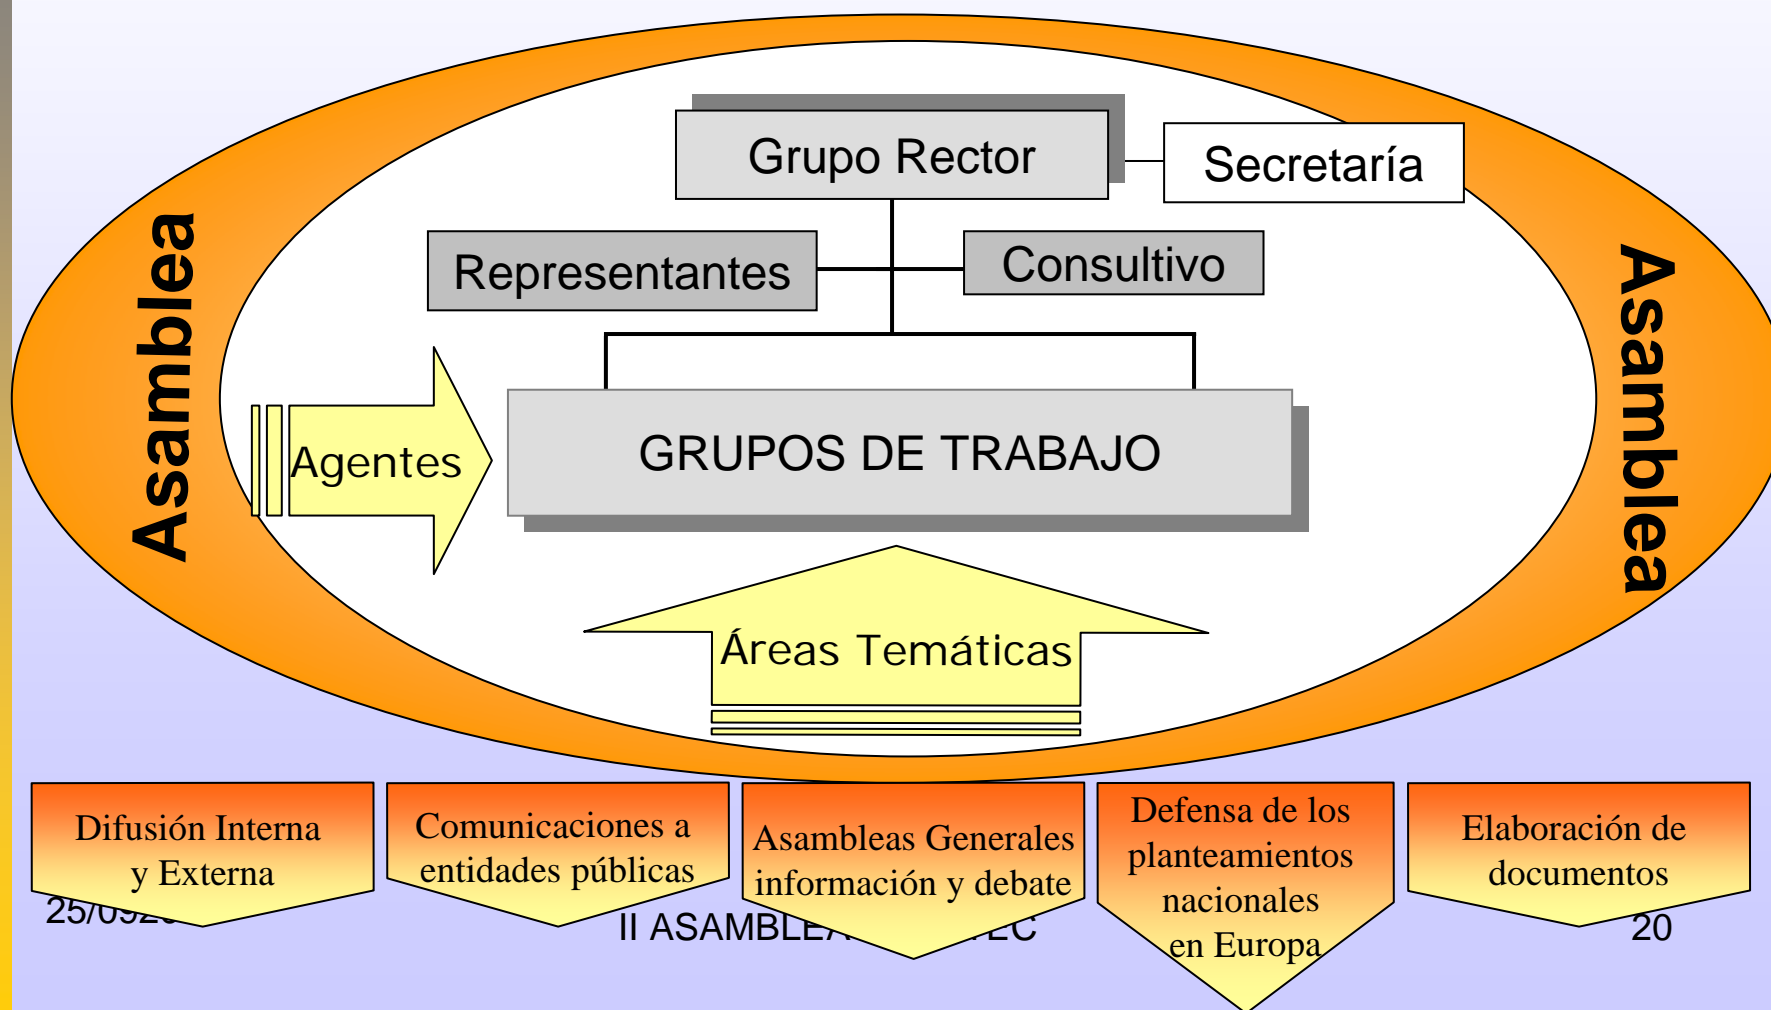 Grupo Rector
Secretaría
Representantes
Consultivo
Asamblea
Asamblea
Agentes
GRUPOS DE TRABAJO
Áreas Temáticas
Difusión Interna
y Externa
Comunicaciones a
entidades públicas
Asambleas Generales
información y debate
Defensa de los
planteamientos
nacionales
en Europa
Elaboración de
documentos
II
20